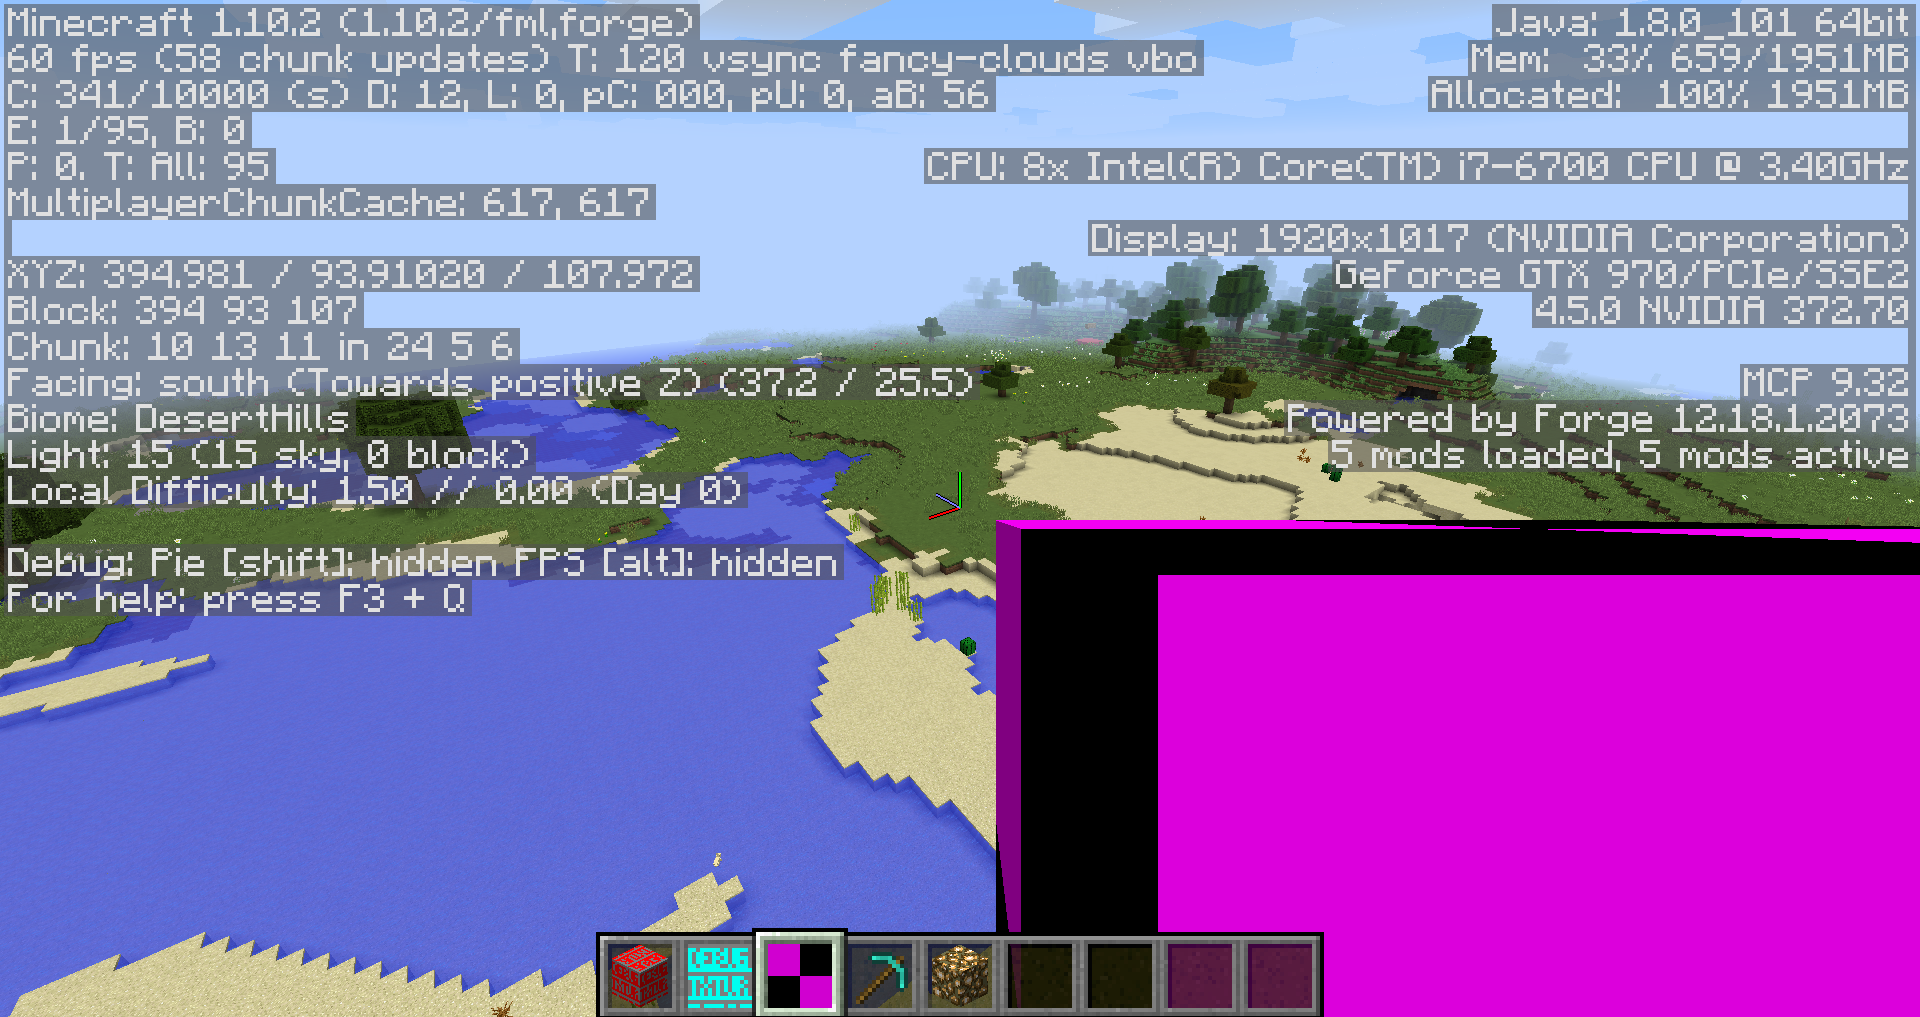 Minecraft 1.10.2 (1.10.2/fml,forge)
60 fps (58 chunk updates) T: 120 vsync fancy-clouds vbo
C: 341/10000 (s) D: 12, L: 0, pC: 000, pU: 0, aB: 56
E: 1/95, B: 0
P: 0. T: All: 95
MultiplayerChunkCache: 617, 617
XYZ: 394.981 / 93.91020 / 107.972
Block: 394 93 107
Chunk: 10 13 11 in 24 5 6
Facing: south (Towards positive Z) (37.2 / 25.5)
Biome: DesertHills
Light: 15 (15 sky, 0 block)
Local Difficulty: 1.50 // 0.00 (Day 0)
Debug: Pie [shift]: hidden FPS [alt]: hidden
For help: press F3 + Q
Java: 1.8.0_101 64bit
Mem: 33% 659/1951MB
Allocated: 100% 1951MB
CPU: 8x Intel(R) Core(TM) i7-6700 CPU @ 3.40GHz
Display: 1920x1017 (NVIDIA Corporation)
GeForce GTX 970/PCIe/SSE2
4.5.0 NVIDIA 372.70
MCP 9.32
Powered by Forge 12.18.1.2073
5 mods loaded, 5 mods active
DEBUG
TXTUR